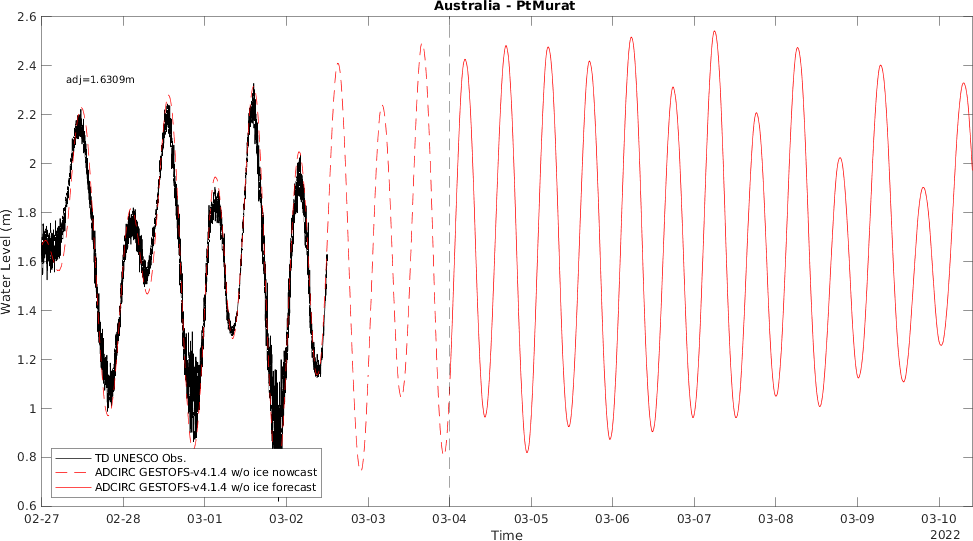 Australia - PtMurat
2.6
2.4
adj=1.6309m
2.2
2
1.8
1.6
1.4
1.2
1
0.8
0.6
Water Level (m)
TD UNESCO Obs.
ADCIRC GESTOFS-v4.1.4 w/o ice nowcast
ADCIRC GESTOFS-v4.1.4 w/o ice forecast
02-27 02-28 03-01 03-02 03-03 03-04 03-05 03-06 03-07 03-08 03-09 03-10
Time
2022